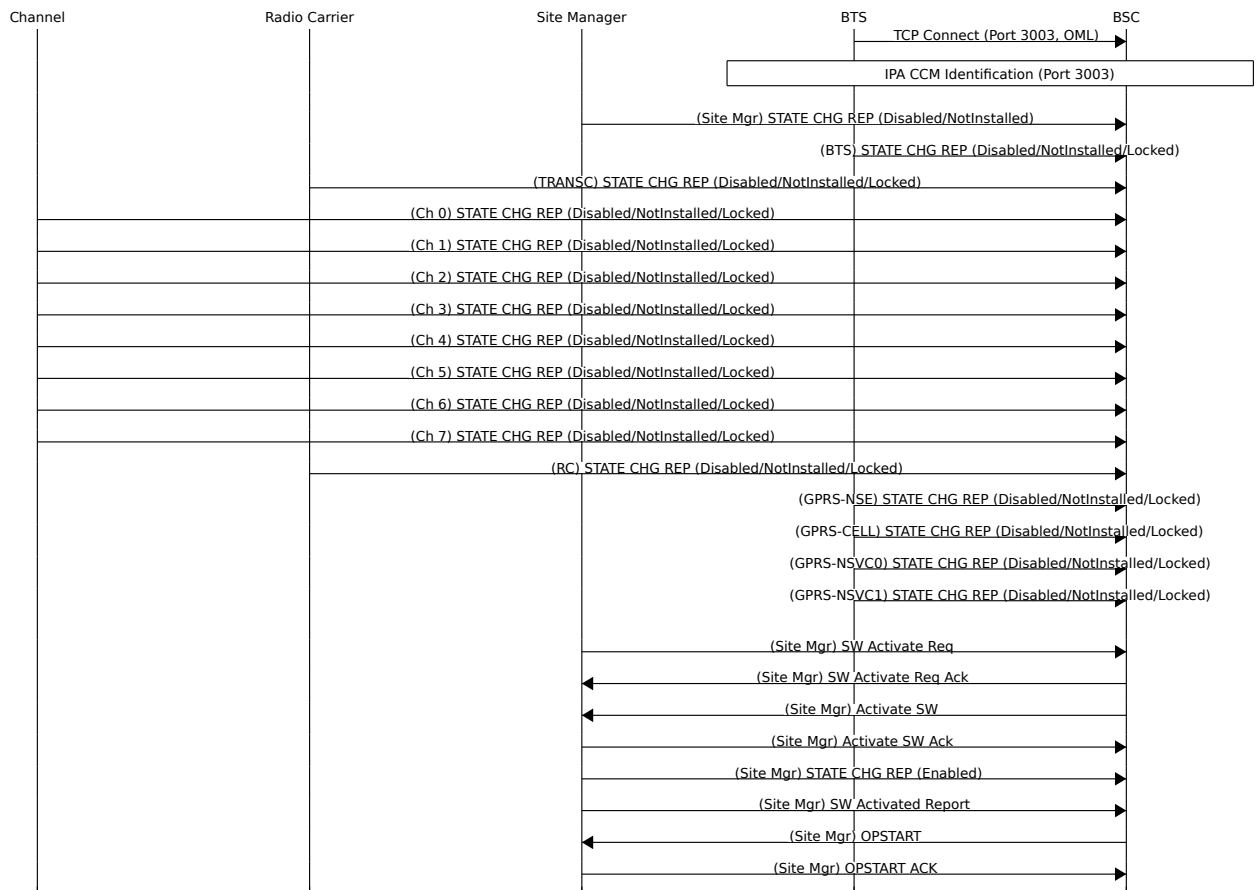 Channel
Radio Carrier
Site Manager
BTS
BSC
TCP Connect (Port 3003, OML)
IPA CCM Identification (Port 3003)
(Site Mgr) STATE CHG REP (Disabled/NotInstalled)
(BTS) STATE CHG REP (Disabled/NotInstalled/Locked)
(TRANSC) STATE CHG REP (Disabled/NotInstalled/Locked)
(Ch 0) STATE CHG REP (Disabled/NotInstalled/Locked)
(Ch 1) STATE CHG REP (Disabled/NotInstalled/Locked)
(Ch 2) STATE CHG REP (Disabled/NotInstalled/Locked)
(Ch 3) STATE CHG REP (Disabled/NotInstalled/Locked)
(Ch 4) STATE CHG REP (Disabled/NotInstalled/Locked)
(Ch 5) STATE CHG REP (Disabled/NotInstalled/Locked)
(Ch 6) STATE CHG REP (Disabled/NotInstalled/Locked)
(Ch 7) STATE CHG REP (Disabled/NotInstalled/Locked)
(RC) STATE CHG REP (Disabled/NotInstalled/Locked)
(GPRS-NSE) STATE CHG REP (Disabled/NotInstalled/Locked)
(GPRS-CELL) STATE CHG REP (Disabled/NotInstalled/Locked)
(GPRS-NSVC0) STATE CHG REP (Disabled/NotInstalled/Locked)
(GPRS-NSVC1) STATE CHG REP (Disabled/NotInstalled/Locked)
(Site Mgr) SW Activate Req
(Site Mgr) SW Activate Req Ack
(Site Mgr) Activate SW
(Site Mgr) Activate SW Ack
(Site Mgr) STATE CHG REP (Enabled)
(Site Mgr) SW Activated Report
(Site Mgr) OPSTART
(Site Mgr) OPSTART ACK